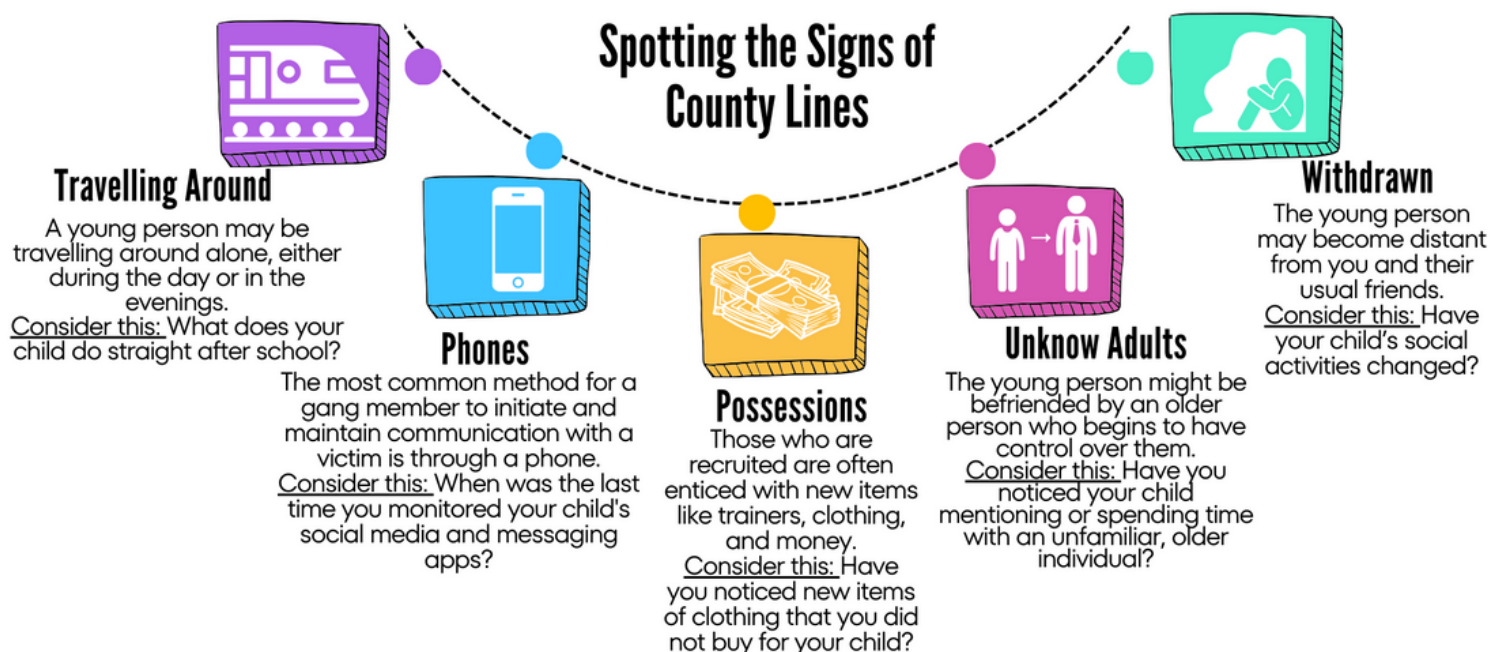 Spotting the Signs of
County Lines
Travelling Around
A young person may be
travelling around alone, either
during the day or in the
evenings.
Consider this: What does your
child do straight after school?
Phones
The most common method for a
gang member to initiate and
maintain communication with a
victim is through a phone.
Consider this: When was the last
time you monitored your child's
social media and messaging
apps?
Possessions
Those who are
recruited are often
enticed with new items
like trainers, clothing,
and money.
Consider this: Have
you noticed new items
of clothing that you did
not buy for your child?
Unknow Adults
The young person might be
befriended by an older
person who begins to have
control over them.
Consider this: Have you
noticed your child
mentioning or spending time
with an unfamiliar, older
individual?
Withdrawn
The young person
may become distant
from you and their
usual friends.
Consider this: Have
your child's social
activities changed?